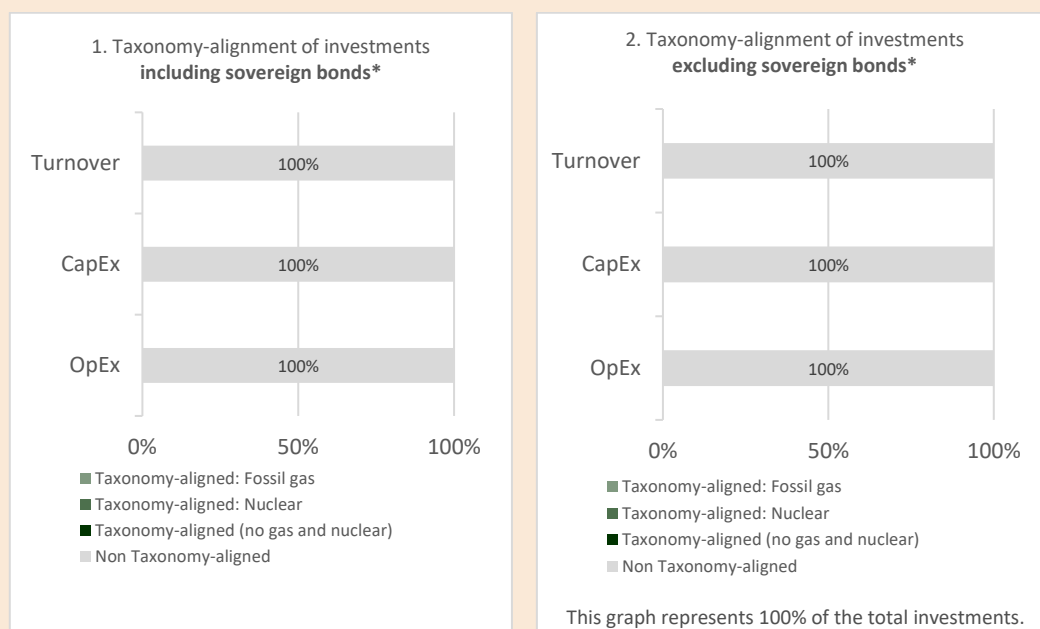 1. Taxonomy-alignment of investments
including sovereign bonds*
Turnover
100%
CapEx
100%
OpEx
100%
0%
50%
100%
Taxonomy-aligned: Fossil gas
Taxonomy-aligned: Nuclear
Taxonomy-aligned (no gas and nuclear)
Non Taxonomy-aligned
2. Taxonomy-alignment of investments
excluding sovereign bonds*
Turnover
100%
CapEx
100%
OpEx
100%
0%
50%
100%
Taxonomy-aligned: Fossil gas
Taxonomy-aligned: Nuclear
Taxonomy-aligned (no gas and nuclear)
Non Taxonomy-aligned
This graph represents 100% of the total investments.